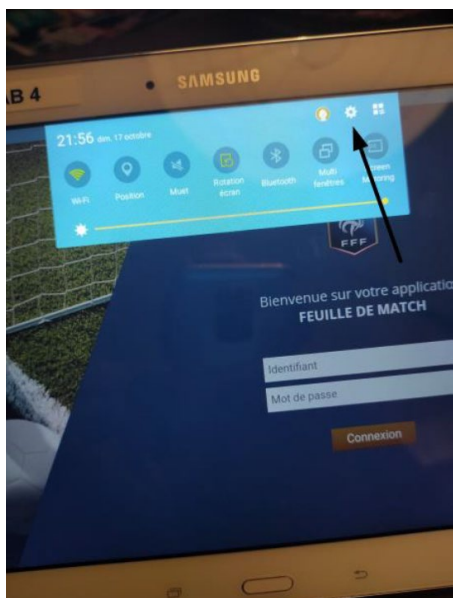 AB 4
SAMSUNG
21:56 dim. 17 octobre
Wi-Fi
Position
Muet
Rotation
écran
Bluetooth
Multi
fenêtres
Screen
Mirroring
FFF
Bienvenue sur votre applicatio
FEUILLE DE MATCH
Identifiant
Mot de passe
Connexion